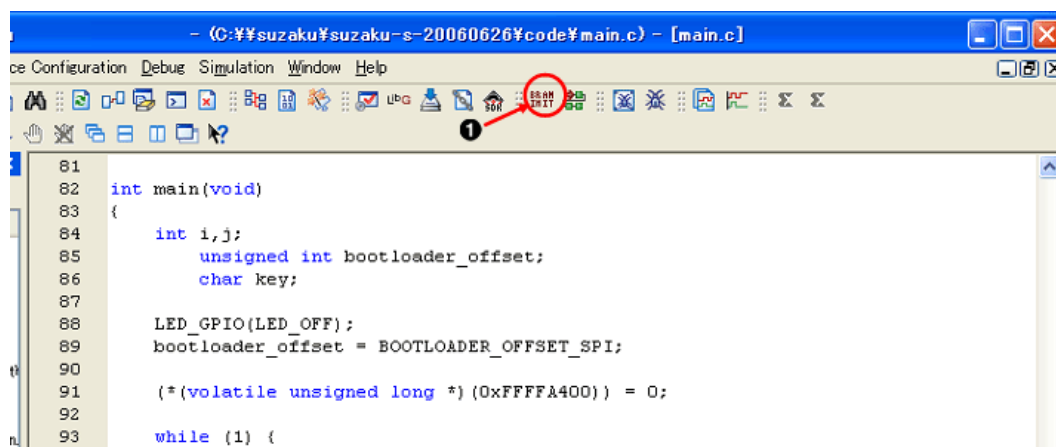 - (C:¥¥suzaku¥suzaku-s-20060626¥code¥main.c) - [main.c]
ce Configuration Debug Simulation Window Help
BRAM
INIT
SDR
1
81
82 int main(void)
83 {
84 int i,j;
85 unsigned int bootloader_offset;
86 char key;
87
88 LED_GPIO(LED_OFF);
89 bootloader_offset = BOOTLOADER_OFFSET_SPI;
90
91 (*(volatile unsigned long *)(0xFFFFA400)) = 0;
92
93 while (1) {